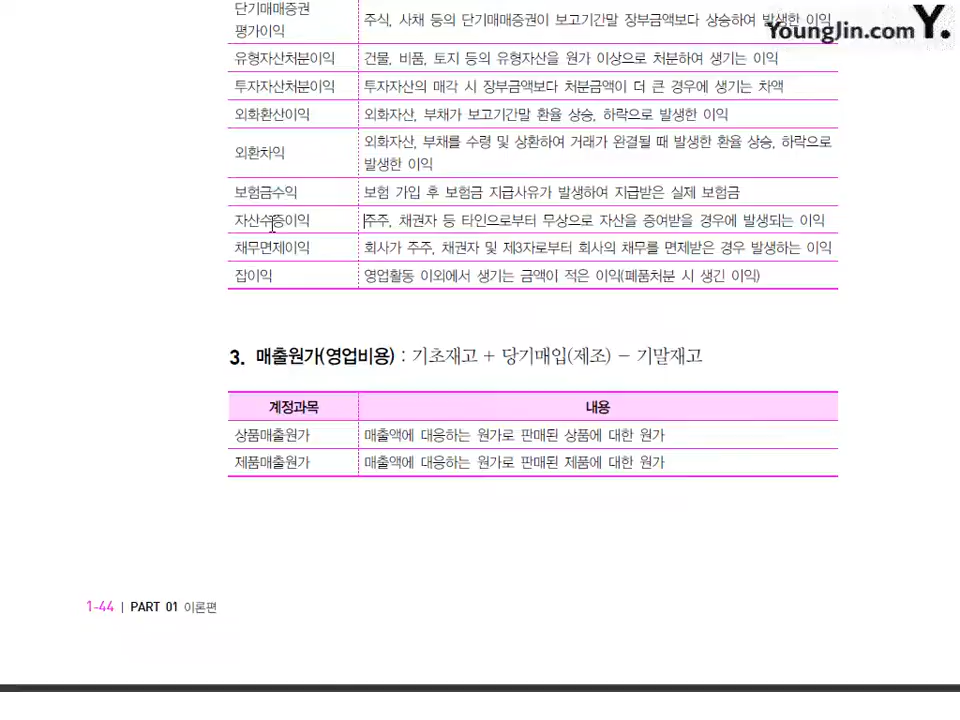 YoungJin.com Y.
단기매매증권
평가이익
주식, 사채 등의 단기매매증권이 보고기간말 장부금액보다 상승하여 발생한 이익
유형자산처분이익 건물, 비품, 토지 등의 유형자산을 원가 이상으로 처분하여 생기는 이익
투자자산처분이익 투자자산의 매각 시 장부금액보다 처분금액이 더 큰 경우에 생기는 차액
외화환산이익 외화자산, 부채가 보고기간말 환율 상승, 하락으로 발생한 이익
외환차익 외화자산, 부채를 수령 및 상환하여 거래가 완결될 때 발생한 환율 상승, 하락으로
발생한 이익
보험금수익 보험 가입 후 보험금 지급사유가 발생하여 지급받은 실제 보험금
자산수증이익 주주, 채권자 등 타인으로부터 무상으로 자산을 증여받을 경우에 발생되는 이익
채무면제이익 회사가 주주, 채권자 및 제3자로부터 회사의 채무를 면제받은 경우 발생하는 이익
잡이익 영업활동 이외에서 생기는 금액이 적은 이익(폐품처분 시 생긴 이익)
3. 매출원가(영업비용) : 기초재고 + 당기매입(제조) − 기말재고
계정과목 내용
상품매출원가 매출액에 대응하는 원가로 판매된 상품에 대한 원가
제품매출원가 매출액에 대응하는 원가로 판매된 제품에 대한 원가
1-44 | PART 01 이론편